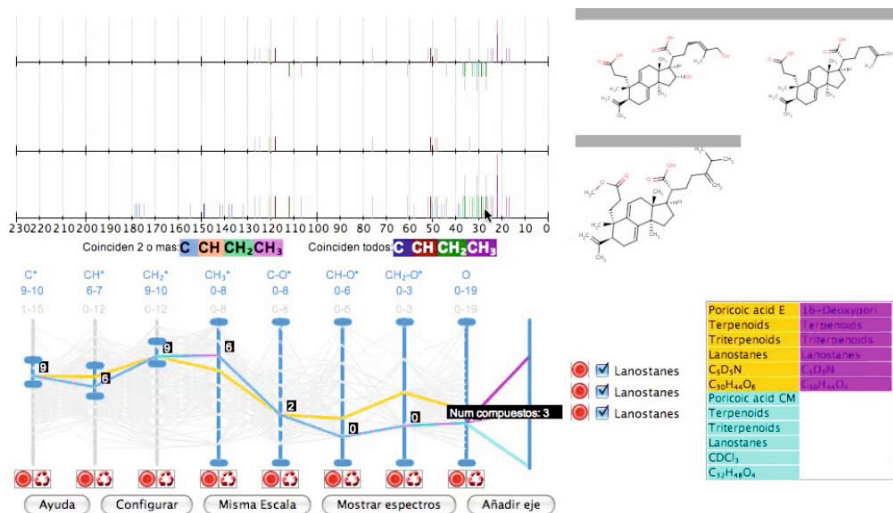 230 220 210 200 190 180 170 160 150 140 130 120 110 100 90 80 70 60 50 40 30 20 10 0
Coinciden 2 o mas: C CH CH₂ CH₃ Coinciden todos: C CH CH₂ CH₃
C* CH* CH₂* CH₃* C-O* CH-O* CH₂-O* O
9-10 6-7 9-10 0-8 0-8 0-6 0-3 0-19
1-15 0-12 0-12 0-8 0-8 0-6 0-3 0-19
9 6 9 6 2 0 0
Num compuestos: 3
Lanostanes
Lanostanes
Lanostanes
Ayuda Configurar Misma Escala Mostrar espectros Añadir eje
Poricoic acid E
Terpenoids Terpenoids
Triterpenoids Triterpenoids
Lanostanes Lanostanes
C₅D₅N C₅D₅N
C₃₀H₄₄O₆
Poricoic acid CM
Terpenoids
Triterpenoids
Lanostanes
CDCl₃
C₃₂H₄₈O₄